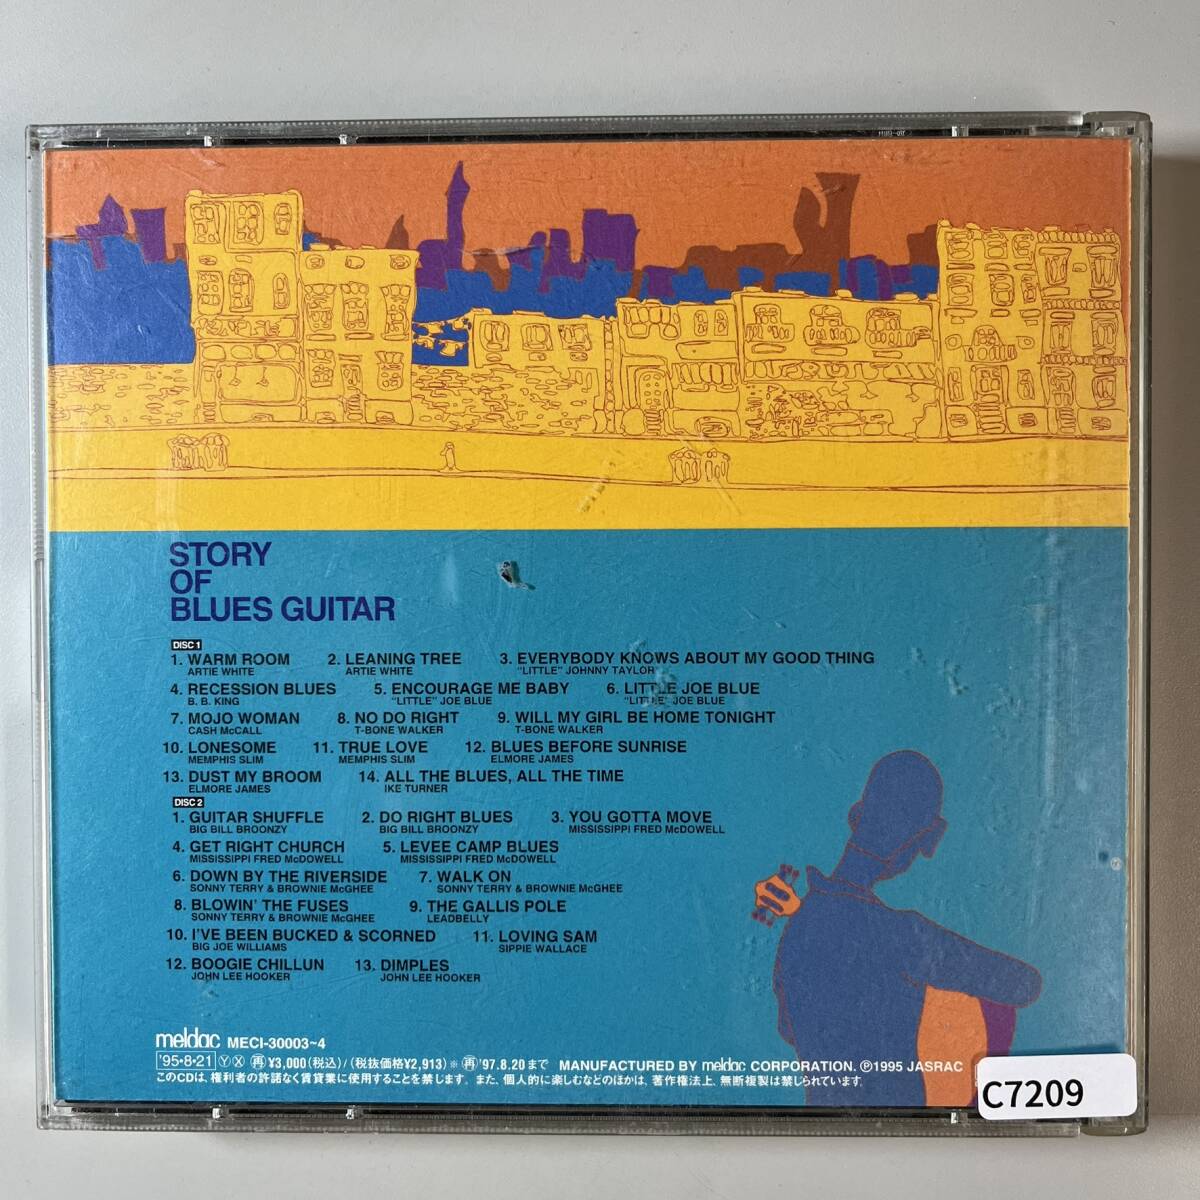 STORY
OF
BLUES GUITAR
DISC 1
1. WARM ROOM 2. LEANING TREE 3. EVERYBODY KNOWS ABOUT MY GOOD THING
ARTIE WHITE ARTIE WHITE "LITTLE" JOHNNY TAYLOR
4. RECESSION BLUES 5. ENCOURAGE ME BABY 6. LITTLE JOE BLUE
B. B. KING "LITTLE" JOE BLUE "LITTLE" JOE BLUE
7. MOJO WOMAN 8. NO DO RIGHT 9. WILL MY GIRL BE HOME TONIGHT
CASH McCALL T-BONE WALKER T-BONE WALKER
10. LONESOME 11. TRUE LOVE 12. BLUES BEFORE SUNRISE
MEMPHIS SLIM MEMPHIS SLIM ELMORE JAMES
13. DUST MY BROOM 14. ALL THE BLUES, ALL THE TIME
ELMORE JAMES IKE TURNER
DISC 2
1. GUITAR SHUFFLE 2. DO RIGHT BLUES 3. YOU GOTTA MOVE
BIG BILL BROONZY BIG BILL BROONZY MISSISSIPPI FRED McDOWELL
4. GET RIGHT CHURCH 5. LEVEE CAMP BLUES
MISSISSIPPI FRED McDOWELL MISSISSIPPI FRED McDOWELL
6. DOWN BY THE RIVERSIDE 7. WALK ON
SONNY TERRY & BROWNIE McGHEE SONNY TERRY & BROWNIE McGHEE
8. BLOWIN' THE FUSES 9. THE GALLIS POLE
SONNY TERRY & BROWNIE McGHEE LEADBELLY
10. I'VE BEEN BUCKED & SCORNED 11. LOVING SAM
BIG JOE WILLIAMS SIPPIE WALLACE
12. BOOGIE CHILLUN 13. DIMPLES
JOHN LEE HOOKER JOHN LEE HOOKER
meldac MECI-30003~4
'95・8・21 Ⓨ Ⓧ ㊢ ¥3,000(税込)/(税抜価格¥2,913)※ 再 '97.8.20まで MANUFACTURED BY meldac CORPORATION. Ⓟ1995 JASRAC
このCDは、権利者の許諾なく賃貸業に使用することを禁じます。また、個人的に楽しむなどのほかは、著作権法上、無断複製は禁じられています。
C7209